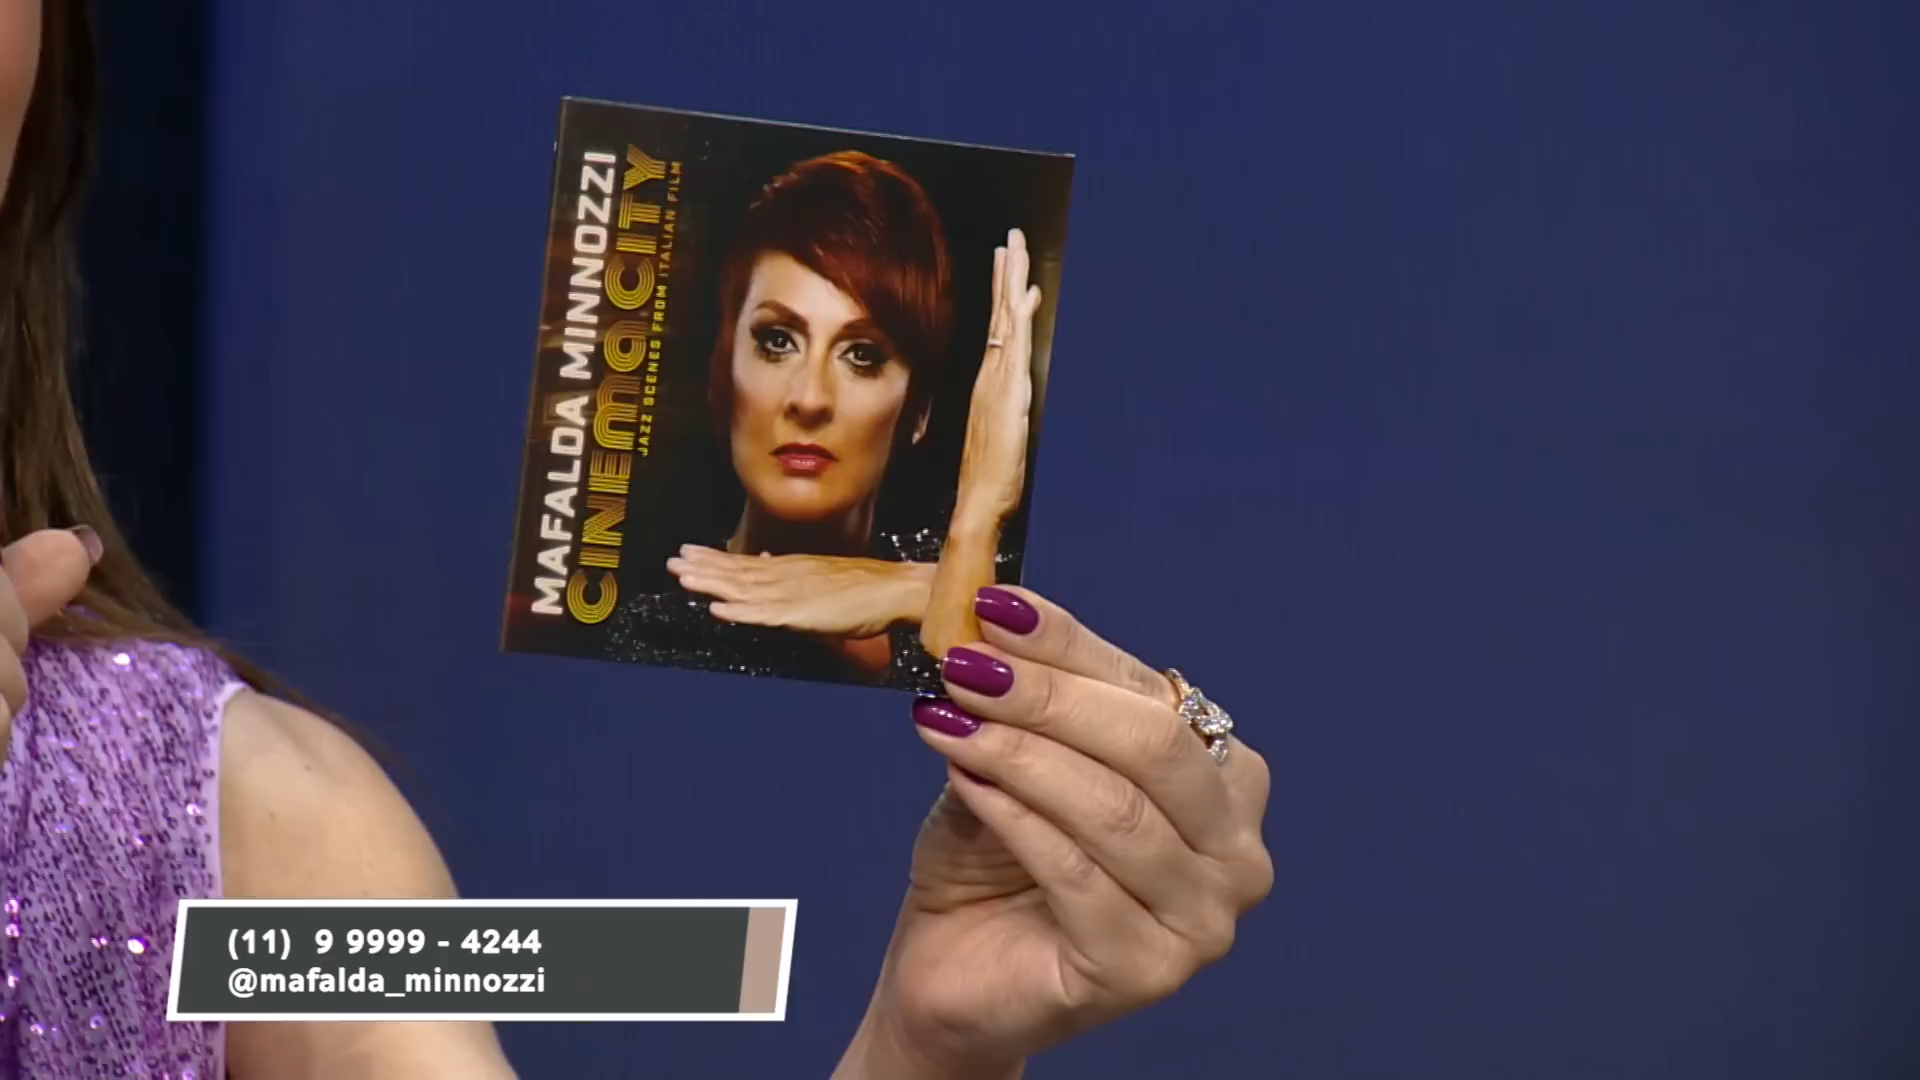 MAFALDA MINNOZZI
CINEMACITY
JAZZ SCENES FROM ITALIAN FILM
(11) 9 9999 - 4244
@mafalda_minnozzi